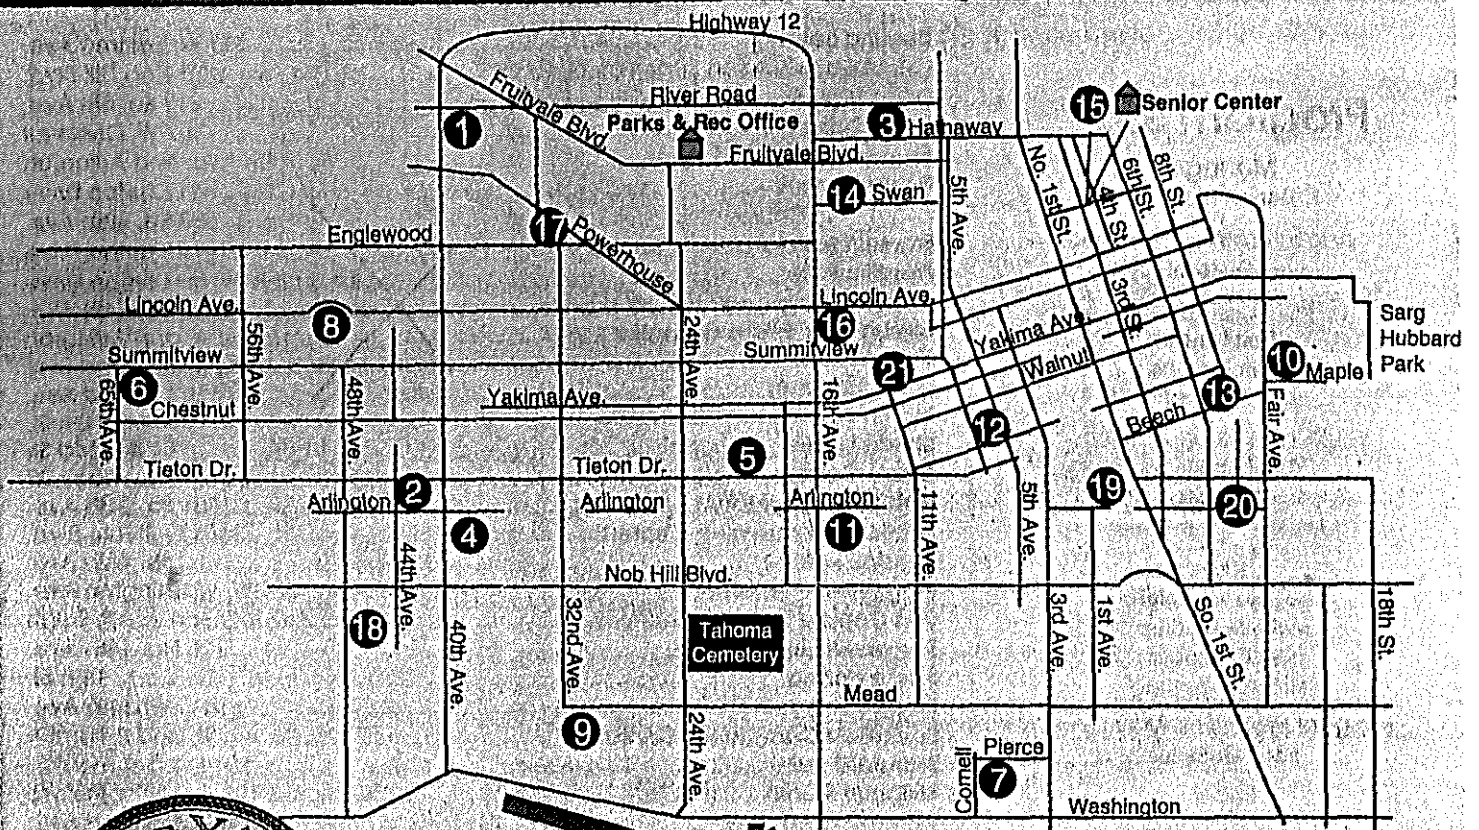 Highway 12
Fruitvale Blvd.
River Road
15
Senior Center
1
Parks & Rec Office
3
Hathaway
Fruitvale Blvd.
No. 1st St.
4th St.
6th St.
8th St.
14
Swan
5th Ave.
17
Powerhouse
Englewood
Lincoln Ave.
8
56th Ave.
24th Ave.
Lincoln Ave.
16
Yakima Ave.
3rd St.
Sarg
Hubbard
Park
Summitview
Summitview
Walnut
10
Maple
65th Ave.
6
Chestnut
48th Ave.
Yakima Ave.
16th Ave.
21
13
Beech
12
Fair Ave.
Tieton Dr.
Tieton Dr.
5
Arlington
2
Arlington
Arlington
11th Ave.
5th Ave.
19
20
4
11
44th Ave.
Nob Hill Blvd.
18
40th Ave.
32nd Ave.
Tahoma
Cemetery
3rd Ave.
1st Ave.
So. 1st St.
18th St.
Mead
9
24th Ave.
Cornell
Pierce
7
Washington